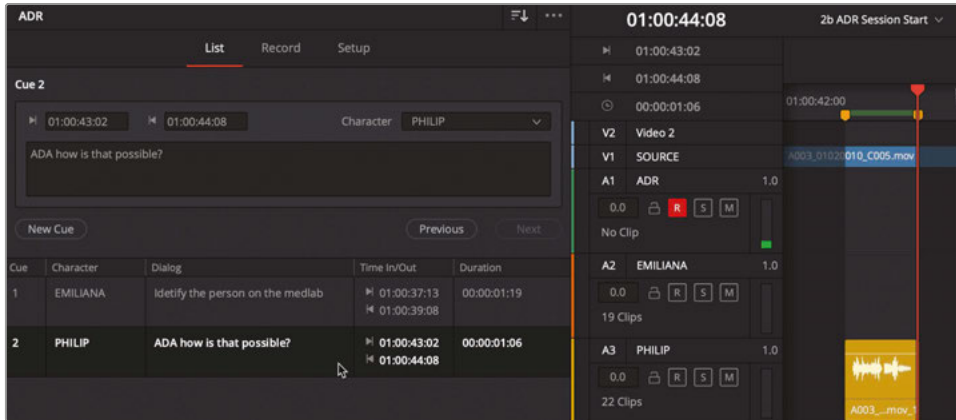 ADR
List Record Setup
Cue 2
01:00:43:02 01:00:44:08 Character PHILIP
ADA how is that possible?
New Cue Previous Next
Cue Character Dialog Time In/Out Duration
1 EMILIANA Idetify the person on the medlab 01:00:37:13 00:00:01:19
01:00:39:08
2 PHILIP ADA how is that possible? 01:00:43:02 00:00:01:06
01:00:44:08
01:00:44:08 2b ADR Session Start
01:00:43:02
01:00:44:08
00:00:01:06
01:00:42:00
V2 Video 2
V1 SOURCE
A003_01020010_C005.mov
A1 ADR 1.0
0.0 R S M
No Clip
A2 EMILIANA 1.0
0.0 R S M
19 Clips
A3 PHILIP 1.0
0.0 R S M
22 Clips
A003_...mov_1